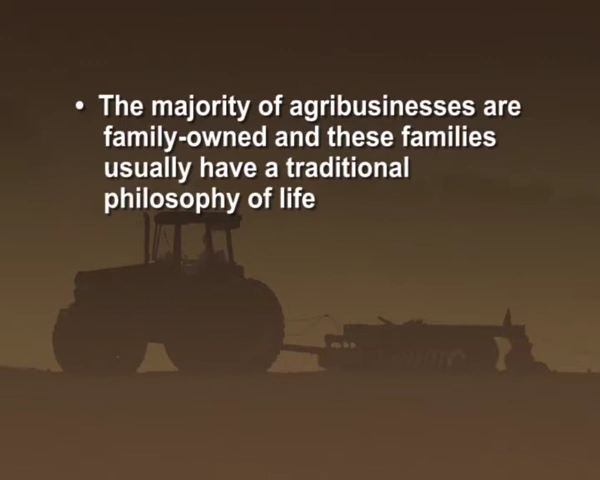 • The majority of agribusinesses are
family-owned and these families
usually have a traditional
philosophy of life